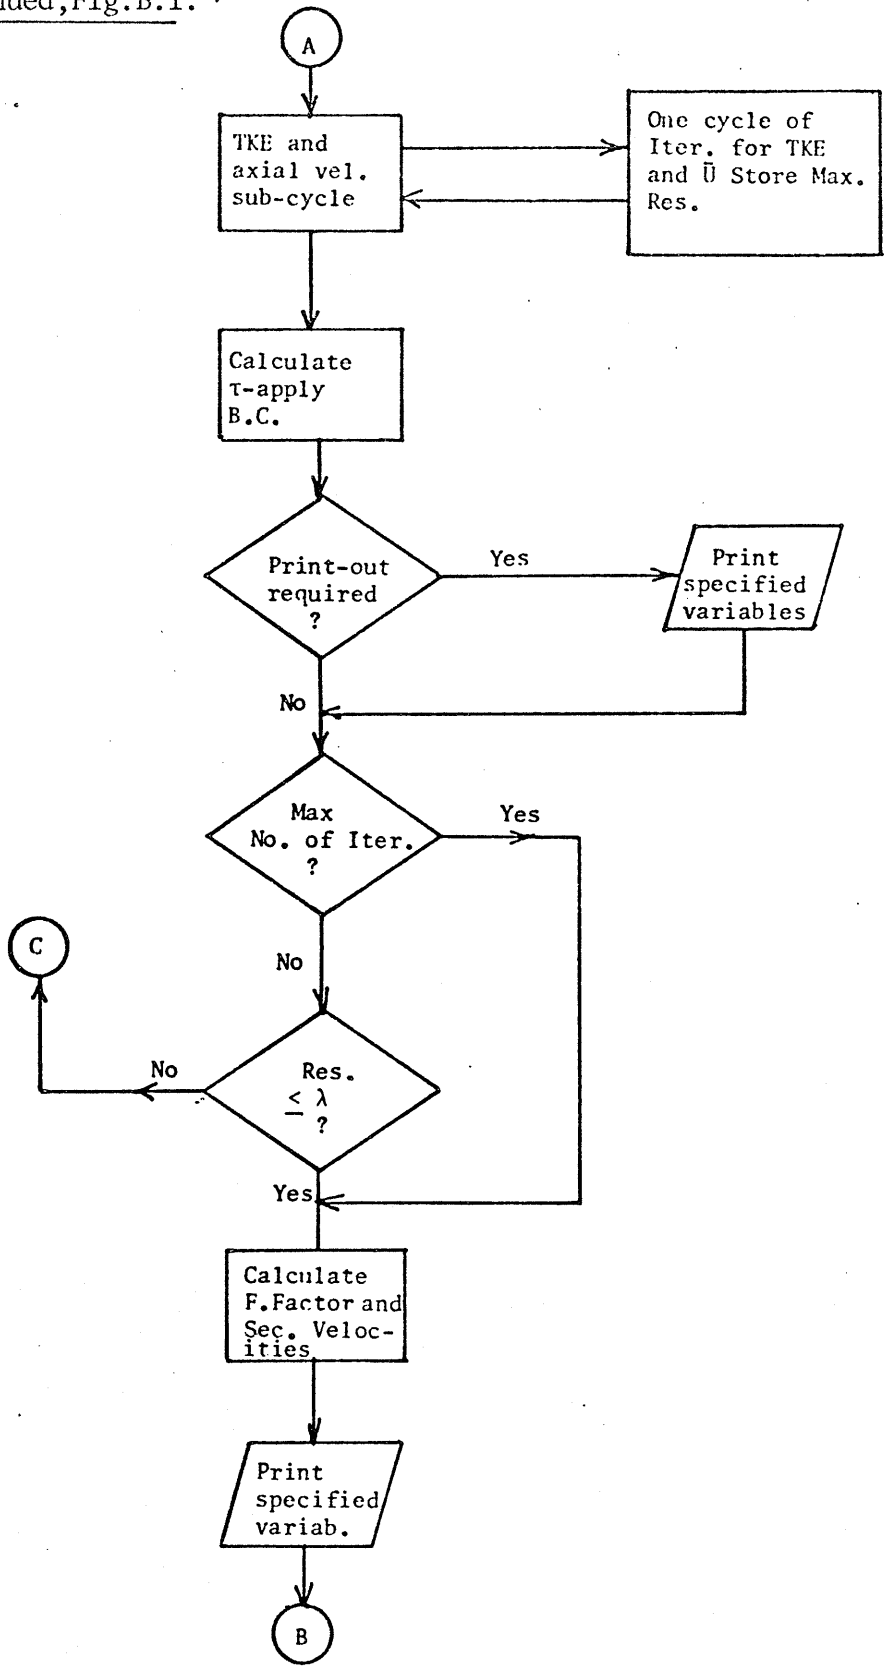 Fig.B.1.
A
TKE and
axial vel.
sub-cycle
One cycle of
Iter. for TKE
and Ū Store Max.
Res.
Calculate
τ-apply
B.C.
Print-out
required
?
Yes
Print
specified
variables
No
Max
No. of Iter.
?
Yes
C
No
No
Res.
≤ λ
?
Yes
Calculate
F.Factor and
Sec. Veloc-
ities
Print
specified
variab.
B